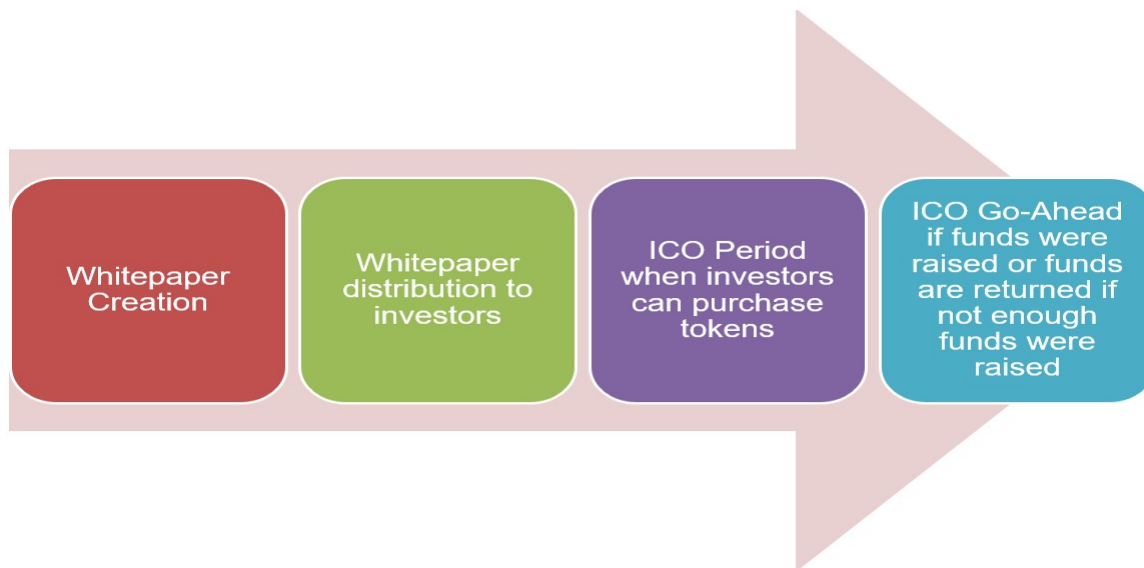 Whitepaper
Creation
Whitepaper
distribution to
investors
ICO Period
when investors
can purchase
tokens
ICO Go-Ahead
if funds were
raised or funds
are returned if
not enough
funds were
raised